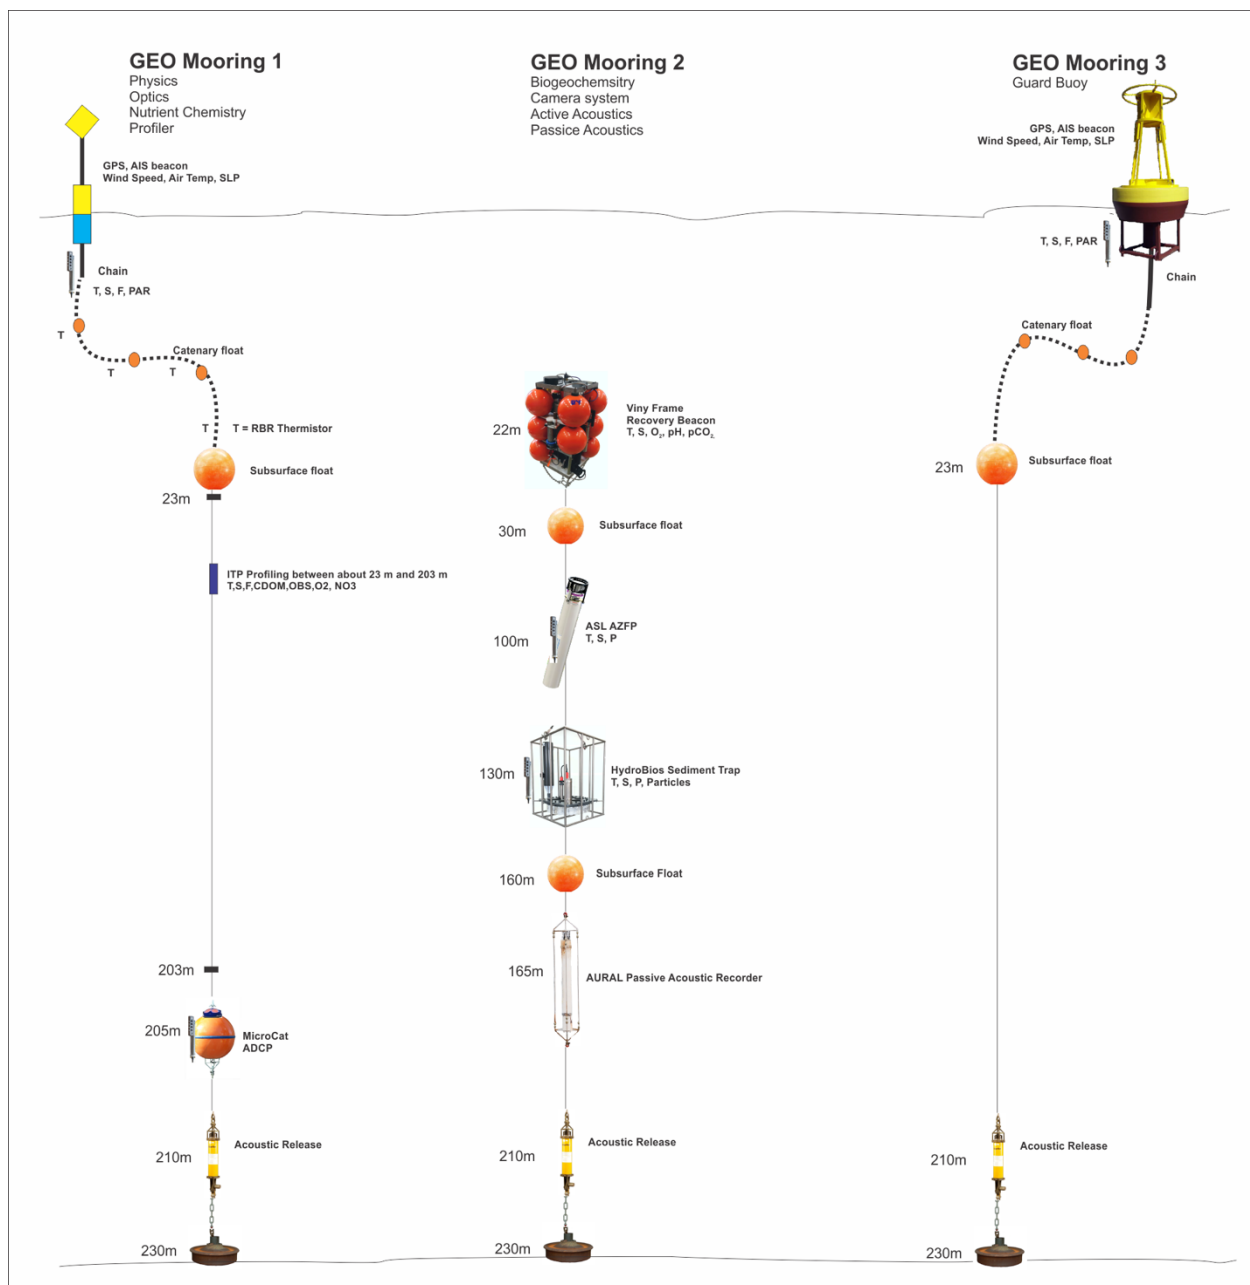 GEO Mooring 1
Physics
Optics
Nutrient Chemistry
Profiler
GPS, AIS beacon
Wind Speed, Air Temp, SLP
Chain
T, S, F, PAR
T
T
T
Catenary float
T
T = RBR Thermistor
Subsurface float
23m
ITP Profiling between about 23 m and 203 m
T,S,F,CDOM,OBS,O2, NO3
203m
205m
MicroCat
ADCP
Acoustic Release
210m
230m
GEO Mooring 2
Biogeochemsitry
Camera system
Active Acoustics
Passice Acoustics
22m
Viny Frame
Recovery Beacon
T, S, O₂, pH, pCO₂,
30m
Subsurface float
100m
ASL AZFP
T, S, P
130m
HydroBios Sediment Trap
T, S, P, Particles
160m
Subsurface Float
165m
AURAL Passive Acoustic Recorder
Acoustic Release
210m
230m
GEO Mooring 3
Guard Buoy
GPS, AIS beacon
Wind Speed, Air Temp, SLP
T, S, F, PAR
Chain
Catenary float
23m
Subsurface float
Acoustic Release
210m
230m